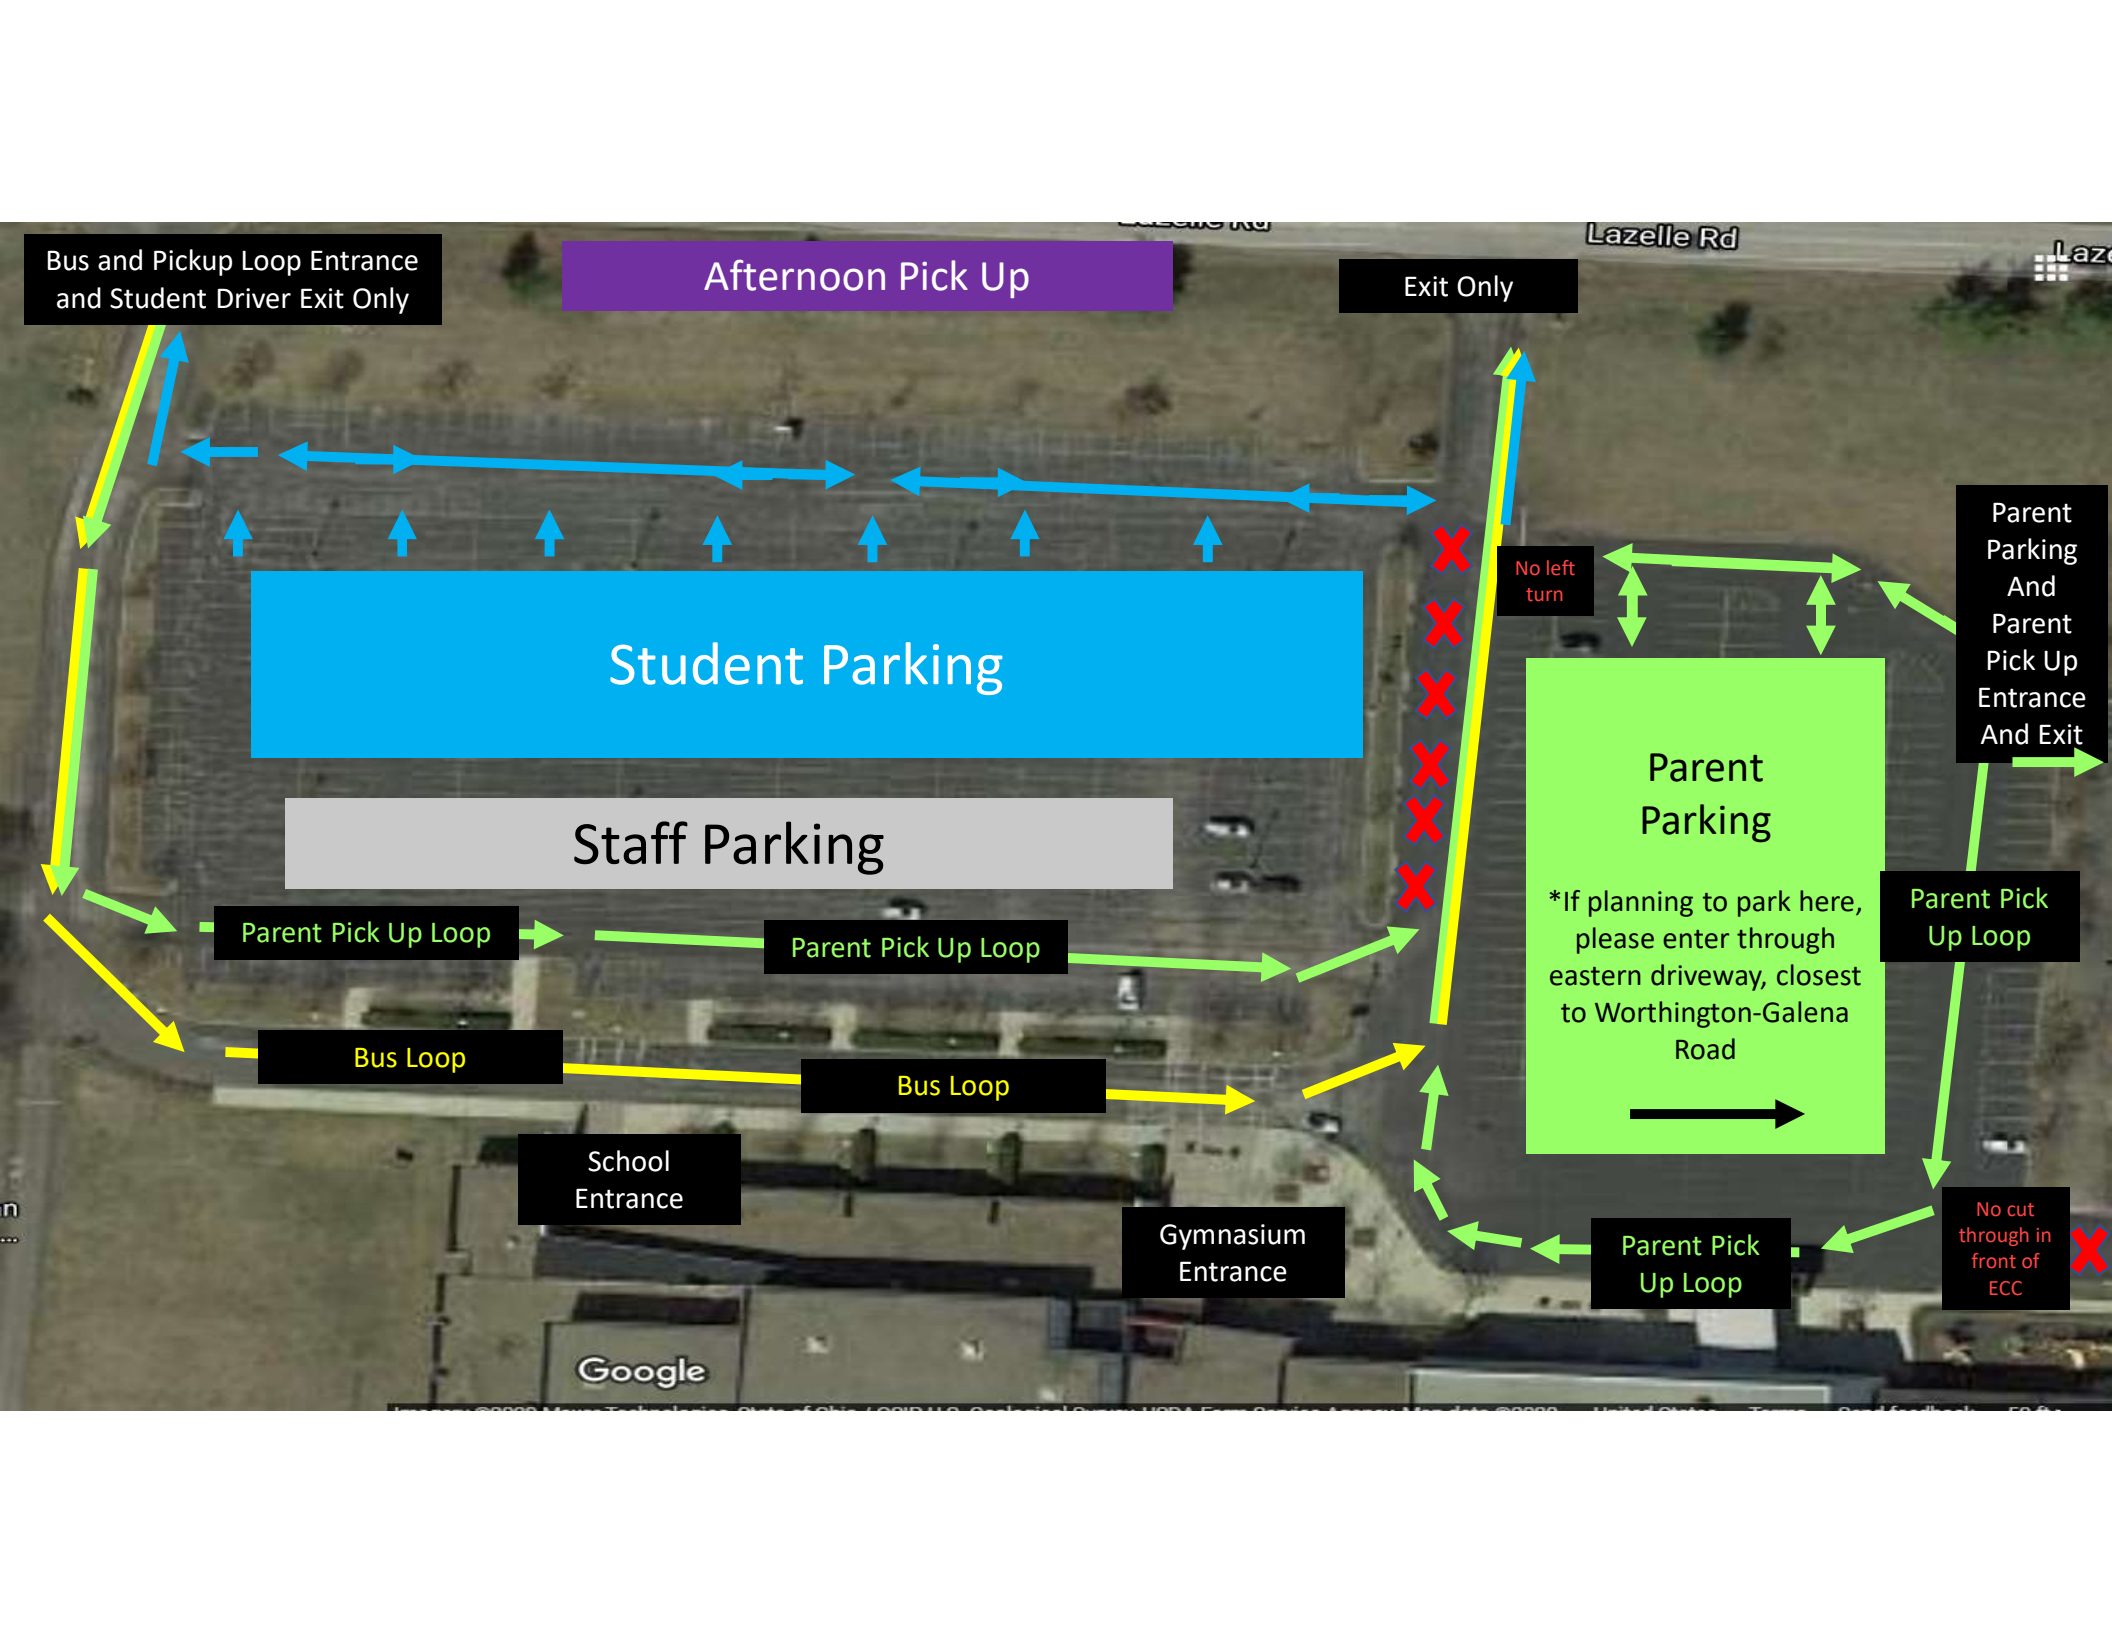 Lazelle Rd
Lazelle Rd
Bus and Pickup Loop Entrance
and Student Driver Exit Only
Afternoon Pick Up
Exit Only
No left
turn
Parent
Parking
And
Parent
Pick Up
Entrance
And Exit
Student Parking
Staff Parking
Parent
Parking
*If planning to park here,
please enter through
eastern driveway, closest
to Worthington-Galena
Road
Parent Pick
Up Loop
Parent Pick Up Loop
Parent Pick Up Loop
Bus Loop
Bus Loop
School
Entrance
Gymnasium
Entrance
Parent Pick
Up Loop
No cut
through in
front of
ECC
Google